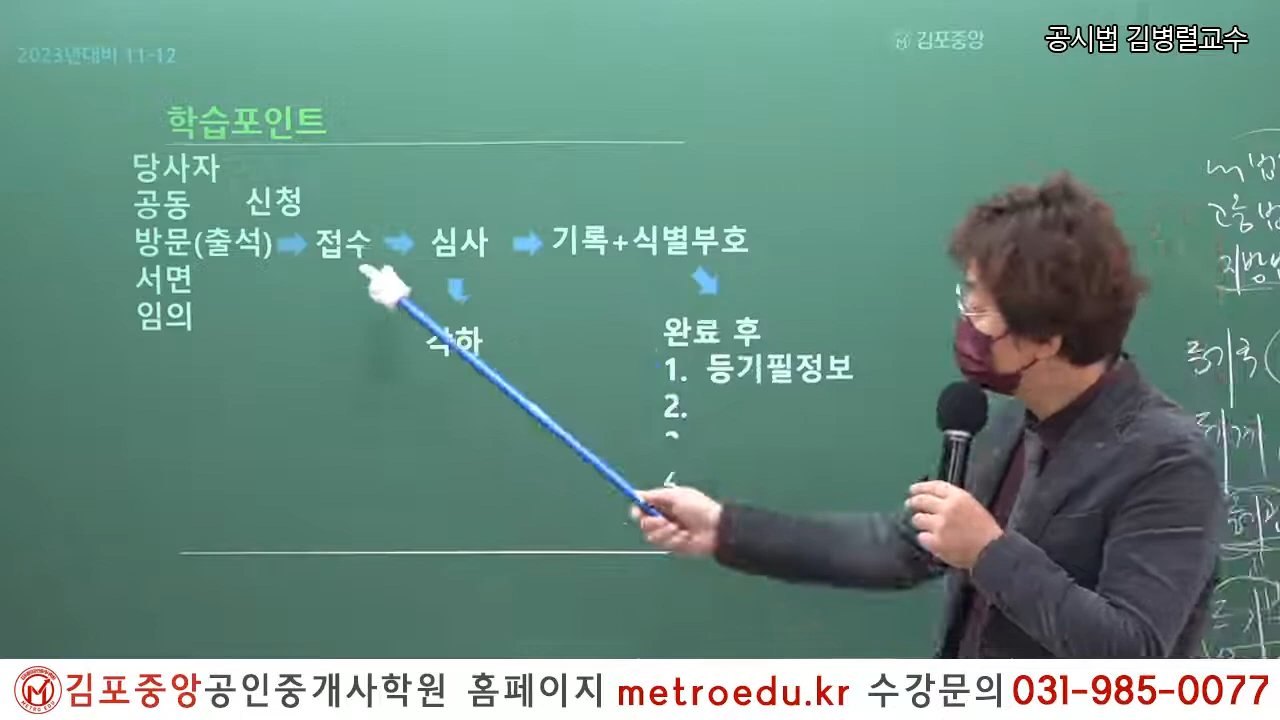 2023년대비 11-12
김포중앙
공시법 김병렬교수
학습포인트
당사자
공동 신청
방문(출석) 접수 심사 기록+식별부호
서면
임의
각하
완료 후
1. 등기필정보
2.
김포중앙공인중개사학원 홈페이지 metroedu.kr 수강문의 031-985-0077